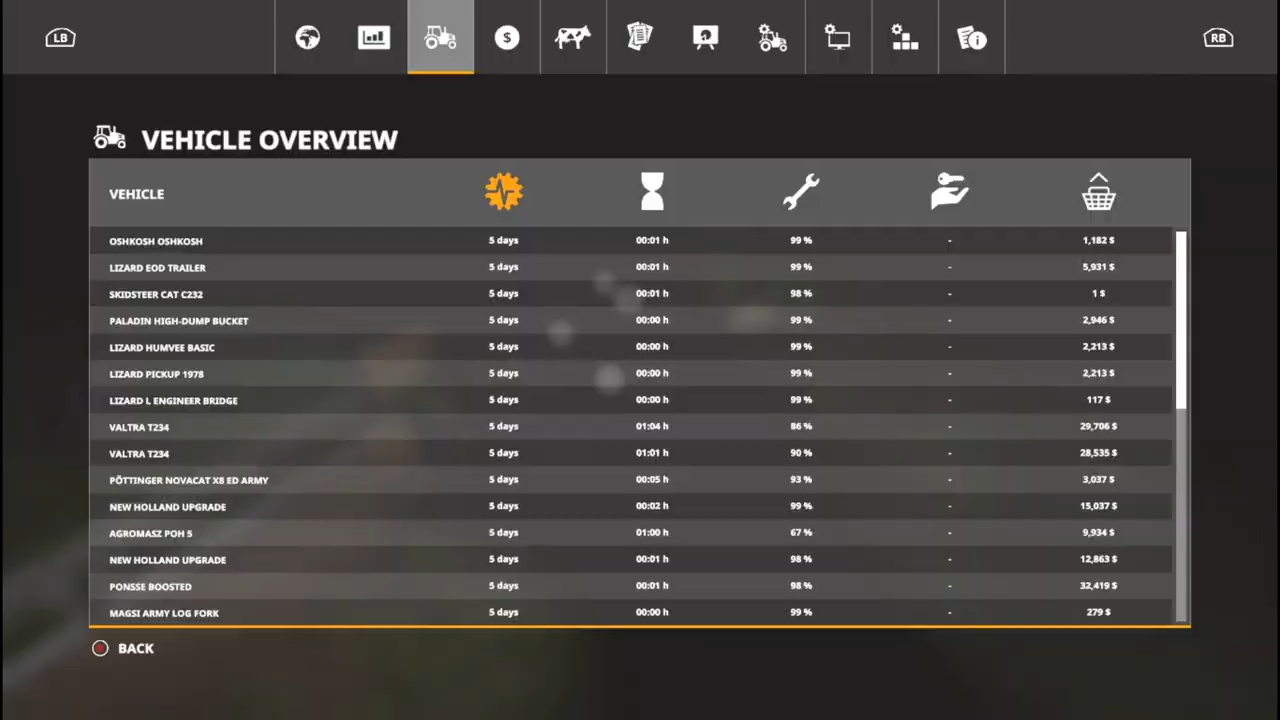 LB
$
RB
VEHICLE OVERVIEW
VEHICLE
OSHKOSH OSHKOSH 5 days 00:01 h 99 % - 1,182 $
LIZARD EOD TRAILER 5 days 00:01 h 99 % - 5,931 $
SKIDSTEER CAT C232 5 days 00:01 h 98 % - 1 $
PALADIN HIGH-DUMP BUCKET 5 days 00:00 h 99 % - 2,946 $
LIZARD HUMVEE BASIC 5 days 00:00 h 99 % - 2,213 $
LIZARD PICKUP 1978 5 days 00:00 h 99 % - 2,213 $
LIZARD L ENGINEER BRIDGE 5 days 00:00 h 99 % - 117 $
VALTRA T234 5 days 01:04 h 86 % - 29,706 $
VALTRA T234 5 days 01:01 h 90 % - 28,535 $
PÖTTINGER NOVACAT X8 ED ARMY 5 days 00:05 h 93 % - 3,037 $
NEW HOLLAND UPGRADE 5 days 00:02 h 99 % - 15,037 $
AGROMASZ POH 5 5 days 01:00 h 67 % - 9,934 $
NEW HOLLAND UPGRADE 5 days 00:01 h 98 % - 12,863 $
PONSSE BOOSTED 5 days 00:01 h 98 % - 32,419 $
MAGSI ARMY LOG FORK 5 days 00:00 h 99 % - 279 $
BACK